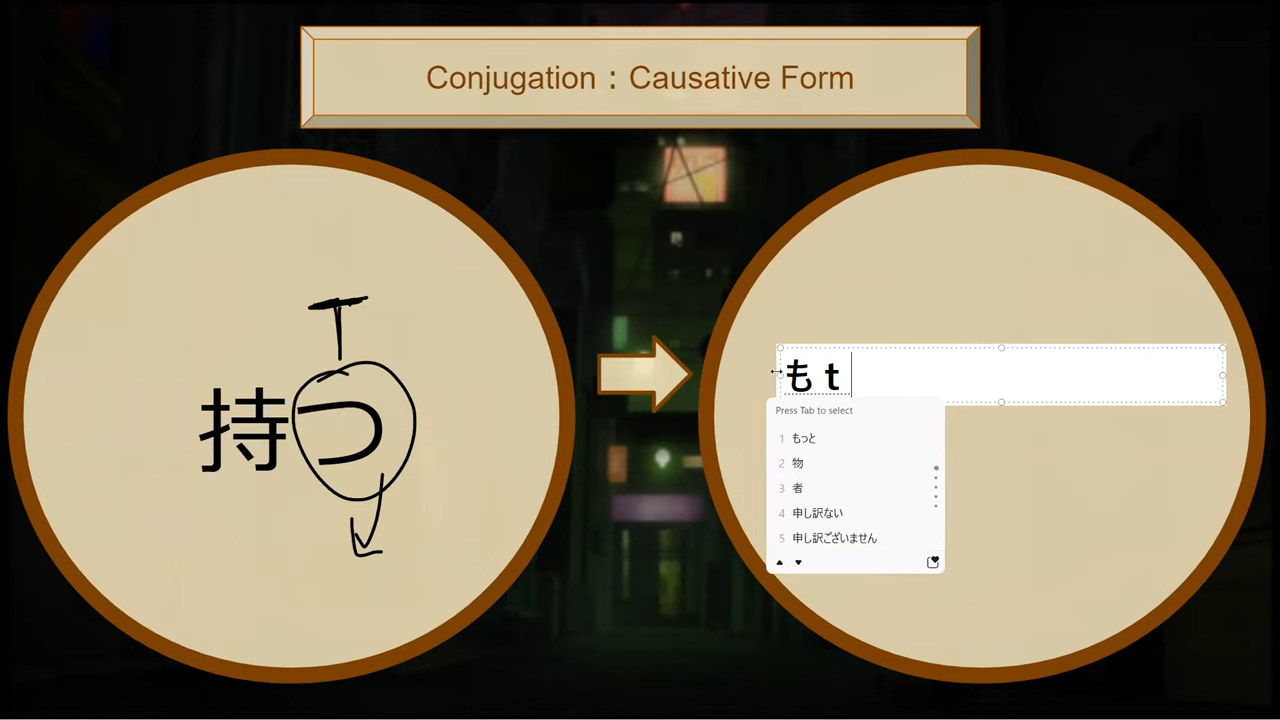 Conjugation : Causative Form
T
持つ
もt
Press Tab to select
1 もっと
2 物
3 者
4 申し訳ない
5 申し訳ございません